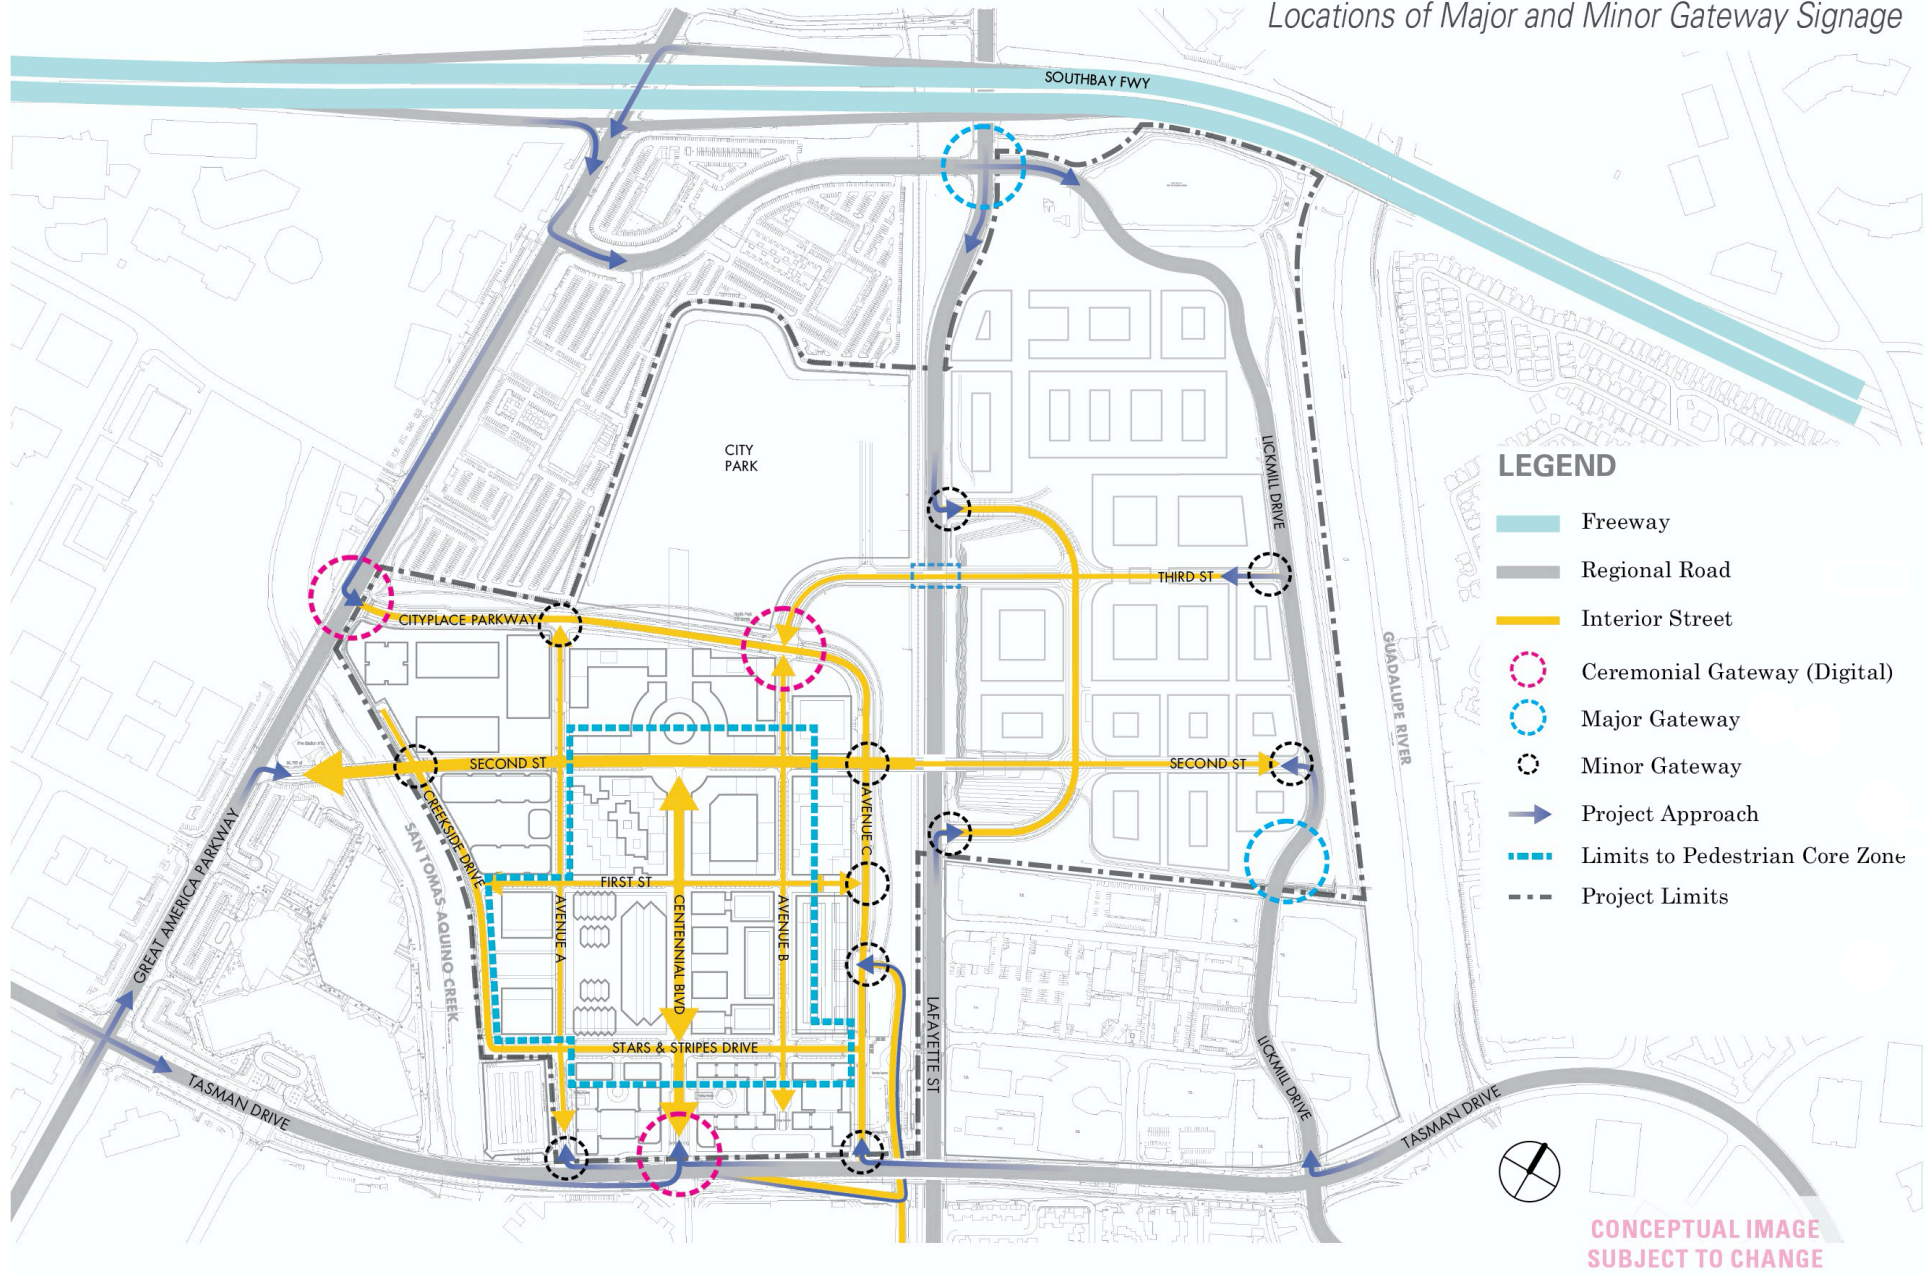 Locations of Major and Minor Gateway Signage
SOUTHBAY FWY
CITY
PARK
LICKMILL DRIVE
LEGEND
Freeway
Regional Road
Interior Street
Ceremonial Gateway (Digital)
Major Gateway
Minor Gateway
Project Approach
Limits to Pedestrian Core Zone
Project Limits
THIRD ST
CITYPLACE PARKWAY
GUADALUPE RIVER
SECOND ST
SECOND ST
CREEKSIDE DRIVE
AVENUE C
GREAT AMERICA PARKWAY
SAN TOMAS AQUINO CREEK
FIRST ST
AVENUE A
CENTENNIAL BLVD
AVENUE B
LAFAYETTE ST
STARS & STRIPES DRIVE
LICKMILL DRIVE
TASMAN DRIVE
TASMAN DRIVE
CONCEPTUAL IMAGE
SUBJECT TO CHANGE